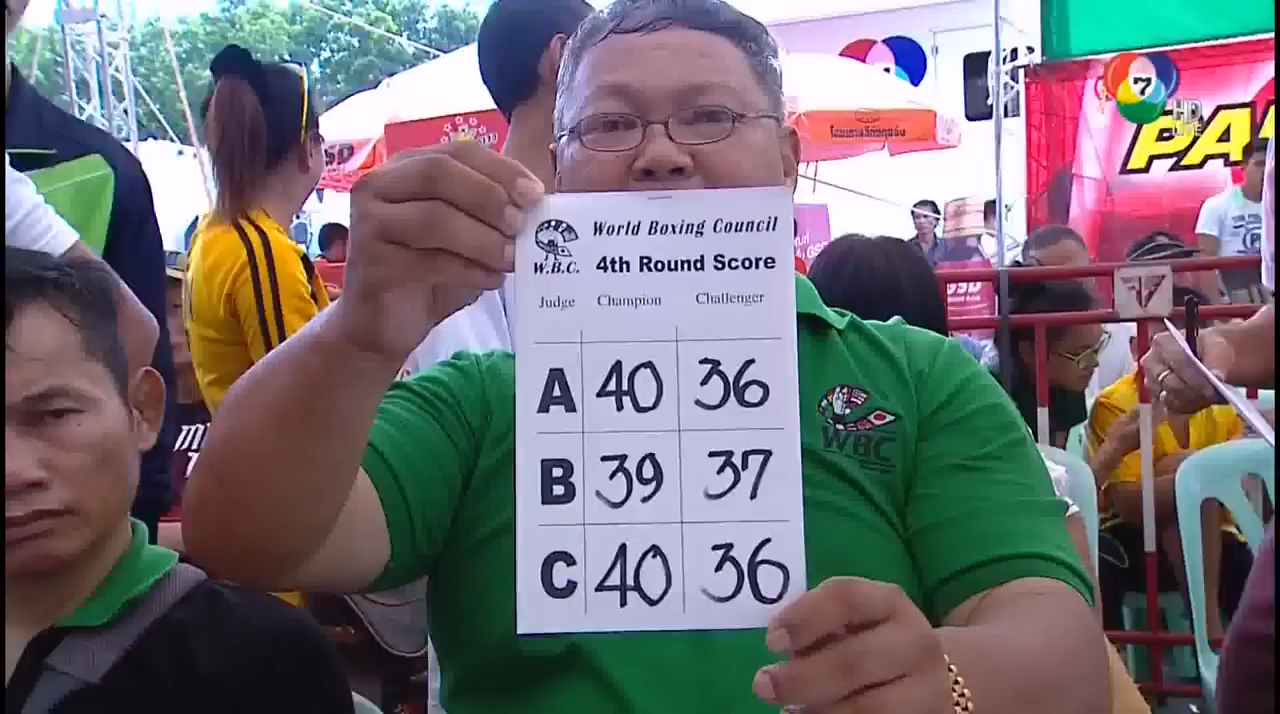 7
HD
LIVE
PA
World Boxing Council
W.B.C.
4th Round Score
Judge Champion Challenger
A 40 36
B 39 37
C 40 36
WBC